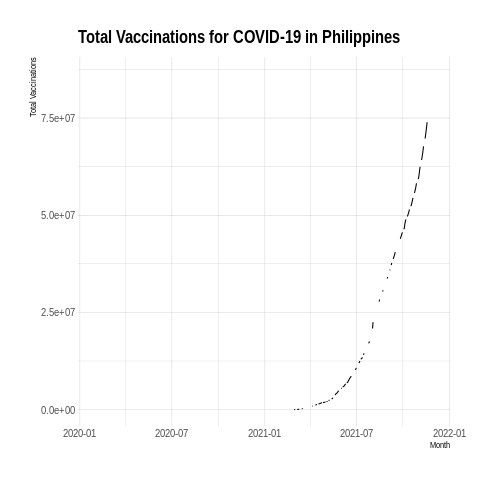 Total Vaccinations for COVID-19 in Philippines
Total Vaccinations
7.5e+07
5.0e+07
2.5e+07
0.0e+00
2020-01 2020-07 2021-01 2021-07 2022-01
Month